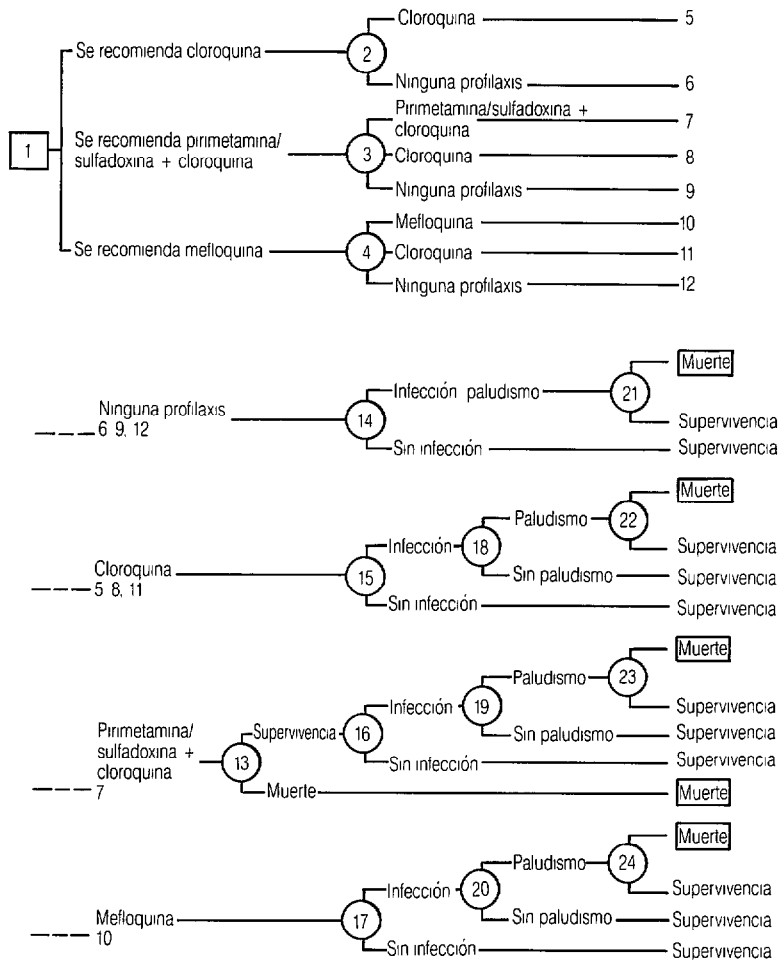 Cloroquina 5
Se recomienda cloroquina 2
Ninguna profilaxis 6
Pirimetamina/sulfadoxina +
cloroquina 7
1 Se recomienda pirimetamina/
sulfadoxina + cloroquina 3 Cloroquina 8
Ninguna profilaxis 9
Mefloquina 10
Se recomienda mefloquina 4 Cloroquina 11
Ninguna profilaxis 12
Muerte
Infección paludismo 21
Ninguna profilaxis 14 Supervivencia
6 9, 12
Sin infección Supervivencia
Muerte
Paludismo 22
Infección 18 Supervivencia
Cloroquina 15 Sin paludismo Supervivencia
5 8, 11
Sin infección Supervivencia
Muerte
Paludismo 23
Infección 19 Supervivencia
Pirimetamina/
sulfadoxina +
cloroquina 13 Supervivencia 16 Sin paludismo Supervivencia
Sin infección Supervivencia
7 Muerte Muerte
Muerte
Paludismo 24
Infección 20 Supervivencia
Mefloquina 17 Sin paludismo Supervivencia
10
Sin infección Supervivencia